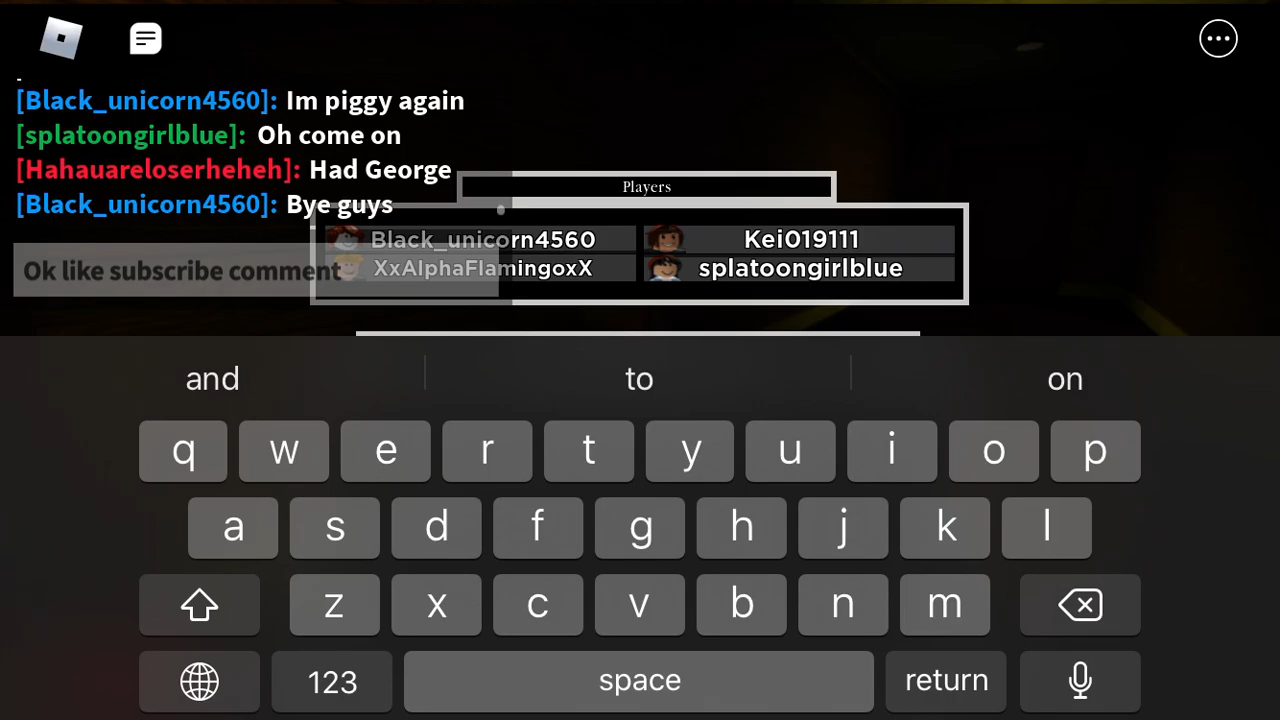 [Black_unicorn4560]: Im piggy again
[splatoongirlblue]: Oh come on
[Hahauareloserheheh]: Had George
[Black_unicorn4560]: Bye guys
Ok like subscribe comment
Players
Black_unicorn4560 Kei019111
XxAlphaFlamingoxX splatoongirlblue
and to on
q w e r t y u i o p
a s d f g h j k l
z x c v b n m
123 space return